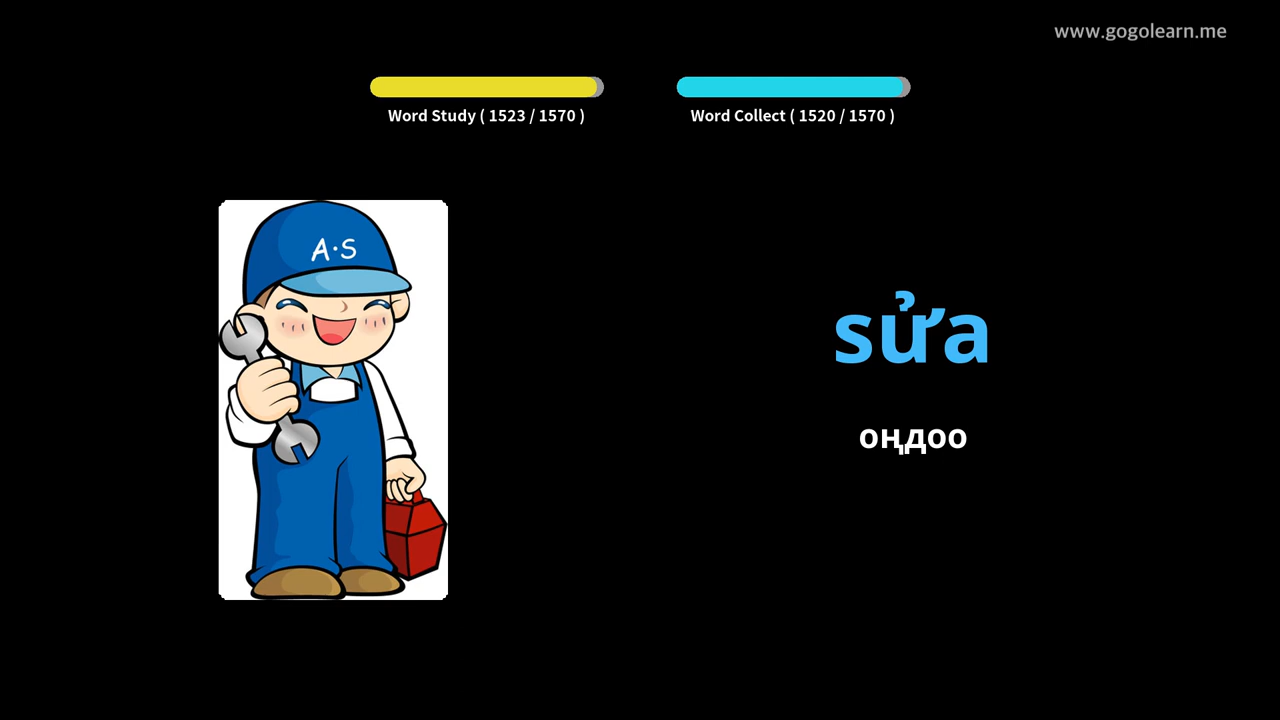 www.gogolearn.me
Word Study ( 1523 / 1570 )
Word Collect ( 1520 / 1570 )
A·S
sửa
оңдоо